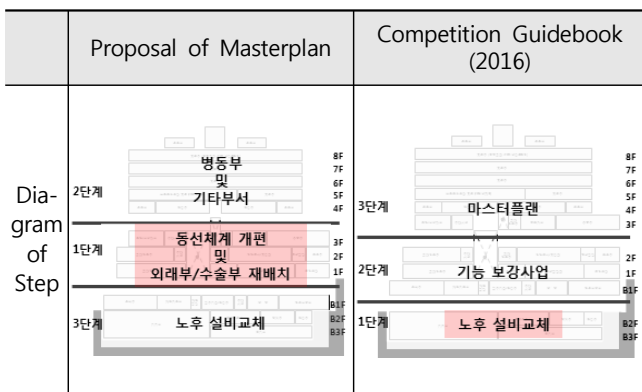 Proposal of Masterplan
Competition Guidebook
(2016)
Dia-
gram
of
Step
2단계
병동부
및
기타부서
8F
7F
6F
5F
4F
1단계
동선체계 개편
및
외래부/수술부 재배치
3F
2F
1F
3단계
노후 설비교체
B1F
B2F
B3F
3단계
마스터플랜
8F
7F
6F
5F
4F
3F
2단계
기능 보강사업
2F
1F
B1F
1단계
노후 설비교체
B2F
B3F